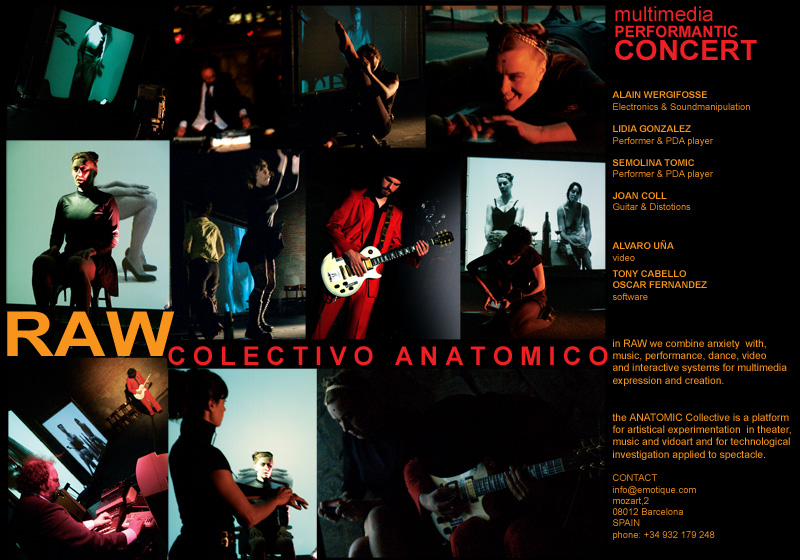 multimedia
PERFORMANTIC
CONCERT
ALAIN WERGIFOSSE
Electronics & Soundmanipulation
LIDIA GONZALEZ
Performer & PDA player
SEMOLINA TOMIC
Performer & PDA player
JOAN COLL
Guitar & Distotions
ALVARO UÑA
video
TONY CABELLO
OSCAR FERNANDEZ
software
RAW
COLECTIVO ANATOMICO
in RAW we combine anxiety with,
music, performance, dance, video
and interactive systems for multimedia
expression and creation.
the ANATOMIC Collective is a platform
for artistical experimentation in theater,
music and vidoart and for technological
investigation applied to spectacle.
CONTACT
info@emotique.com
mozart,2
08012 Barcelona
SPAIN
phone: +34 932 179 248